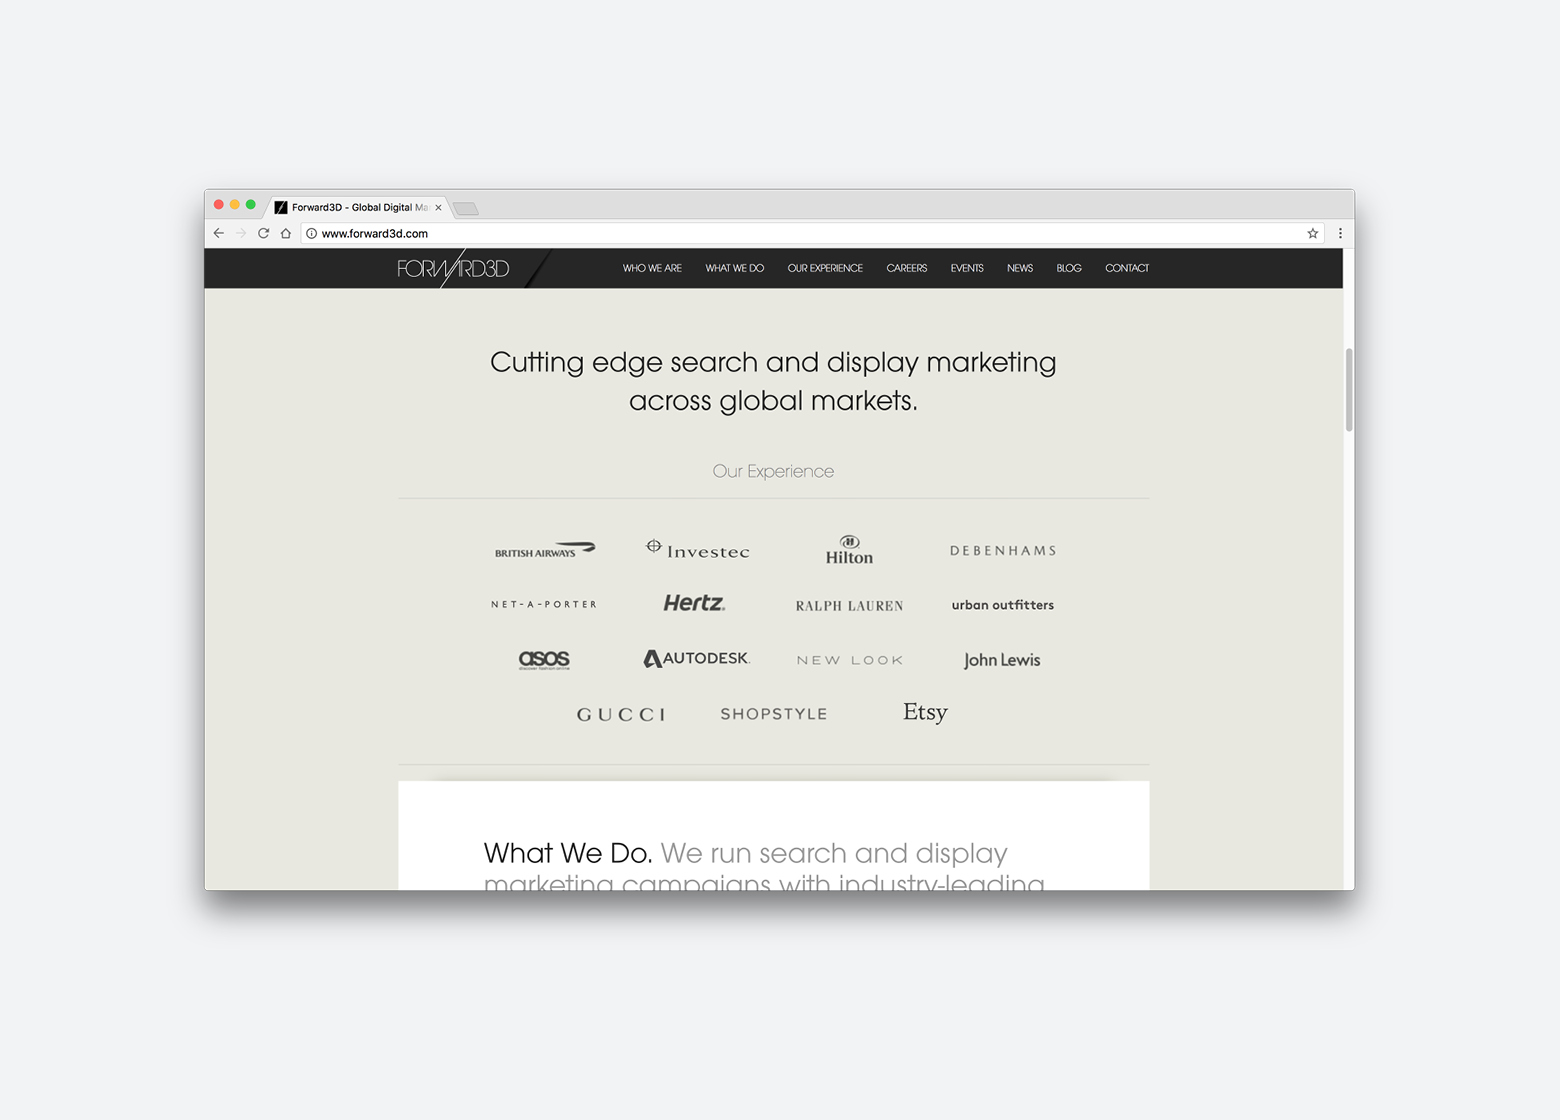 Forward3D - Global Digital Ma
www.forward3d.com
FORWARD3D
WHO WE ARE WHAT WE DO OUR EXPERIENCE CAREERS EVENTS NEWS BLOG CONTACT
Cutting edge search and display marketing
across global markets.
Our Experience
BRITISH AIRWAYS Investec Hilton DEBENHAMS
NET-A-PORTER Hertz RALPH LAUREN urban outfitters
asos AUTODESK. NEW LOOK John Lewis
discover fashion online
GUCCI SHOPSTYLE Etsy
What We Do. We run search and display
marketing campaigns with industry-leading